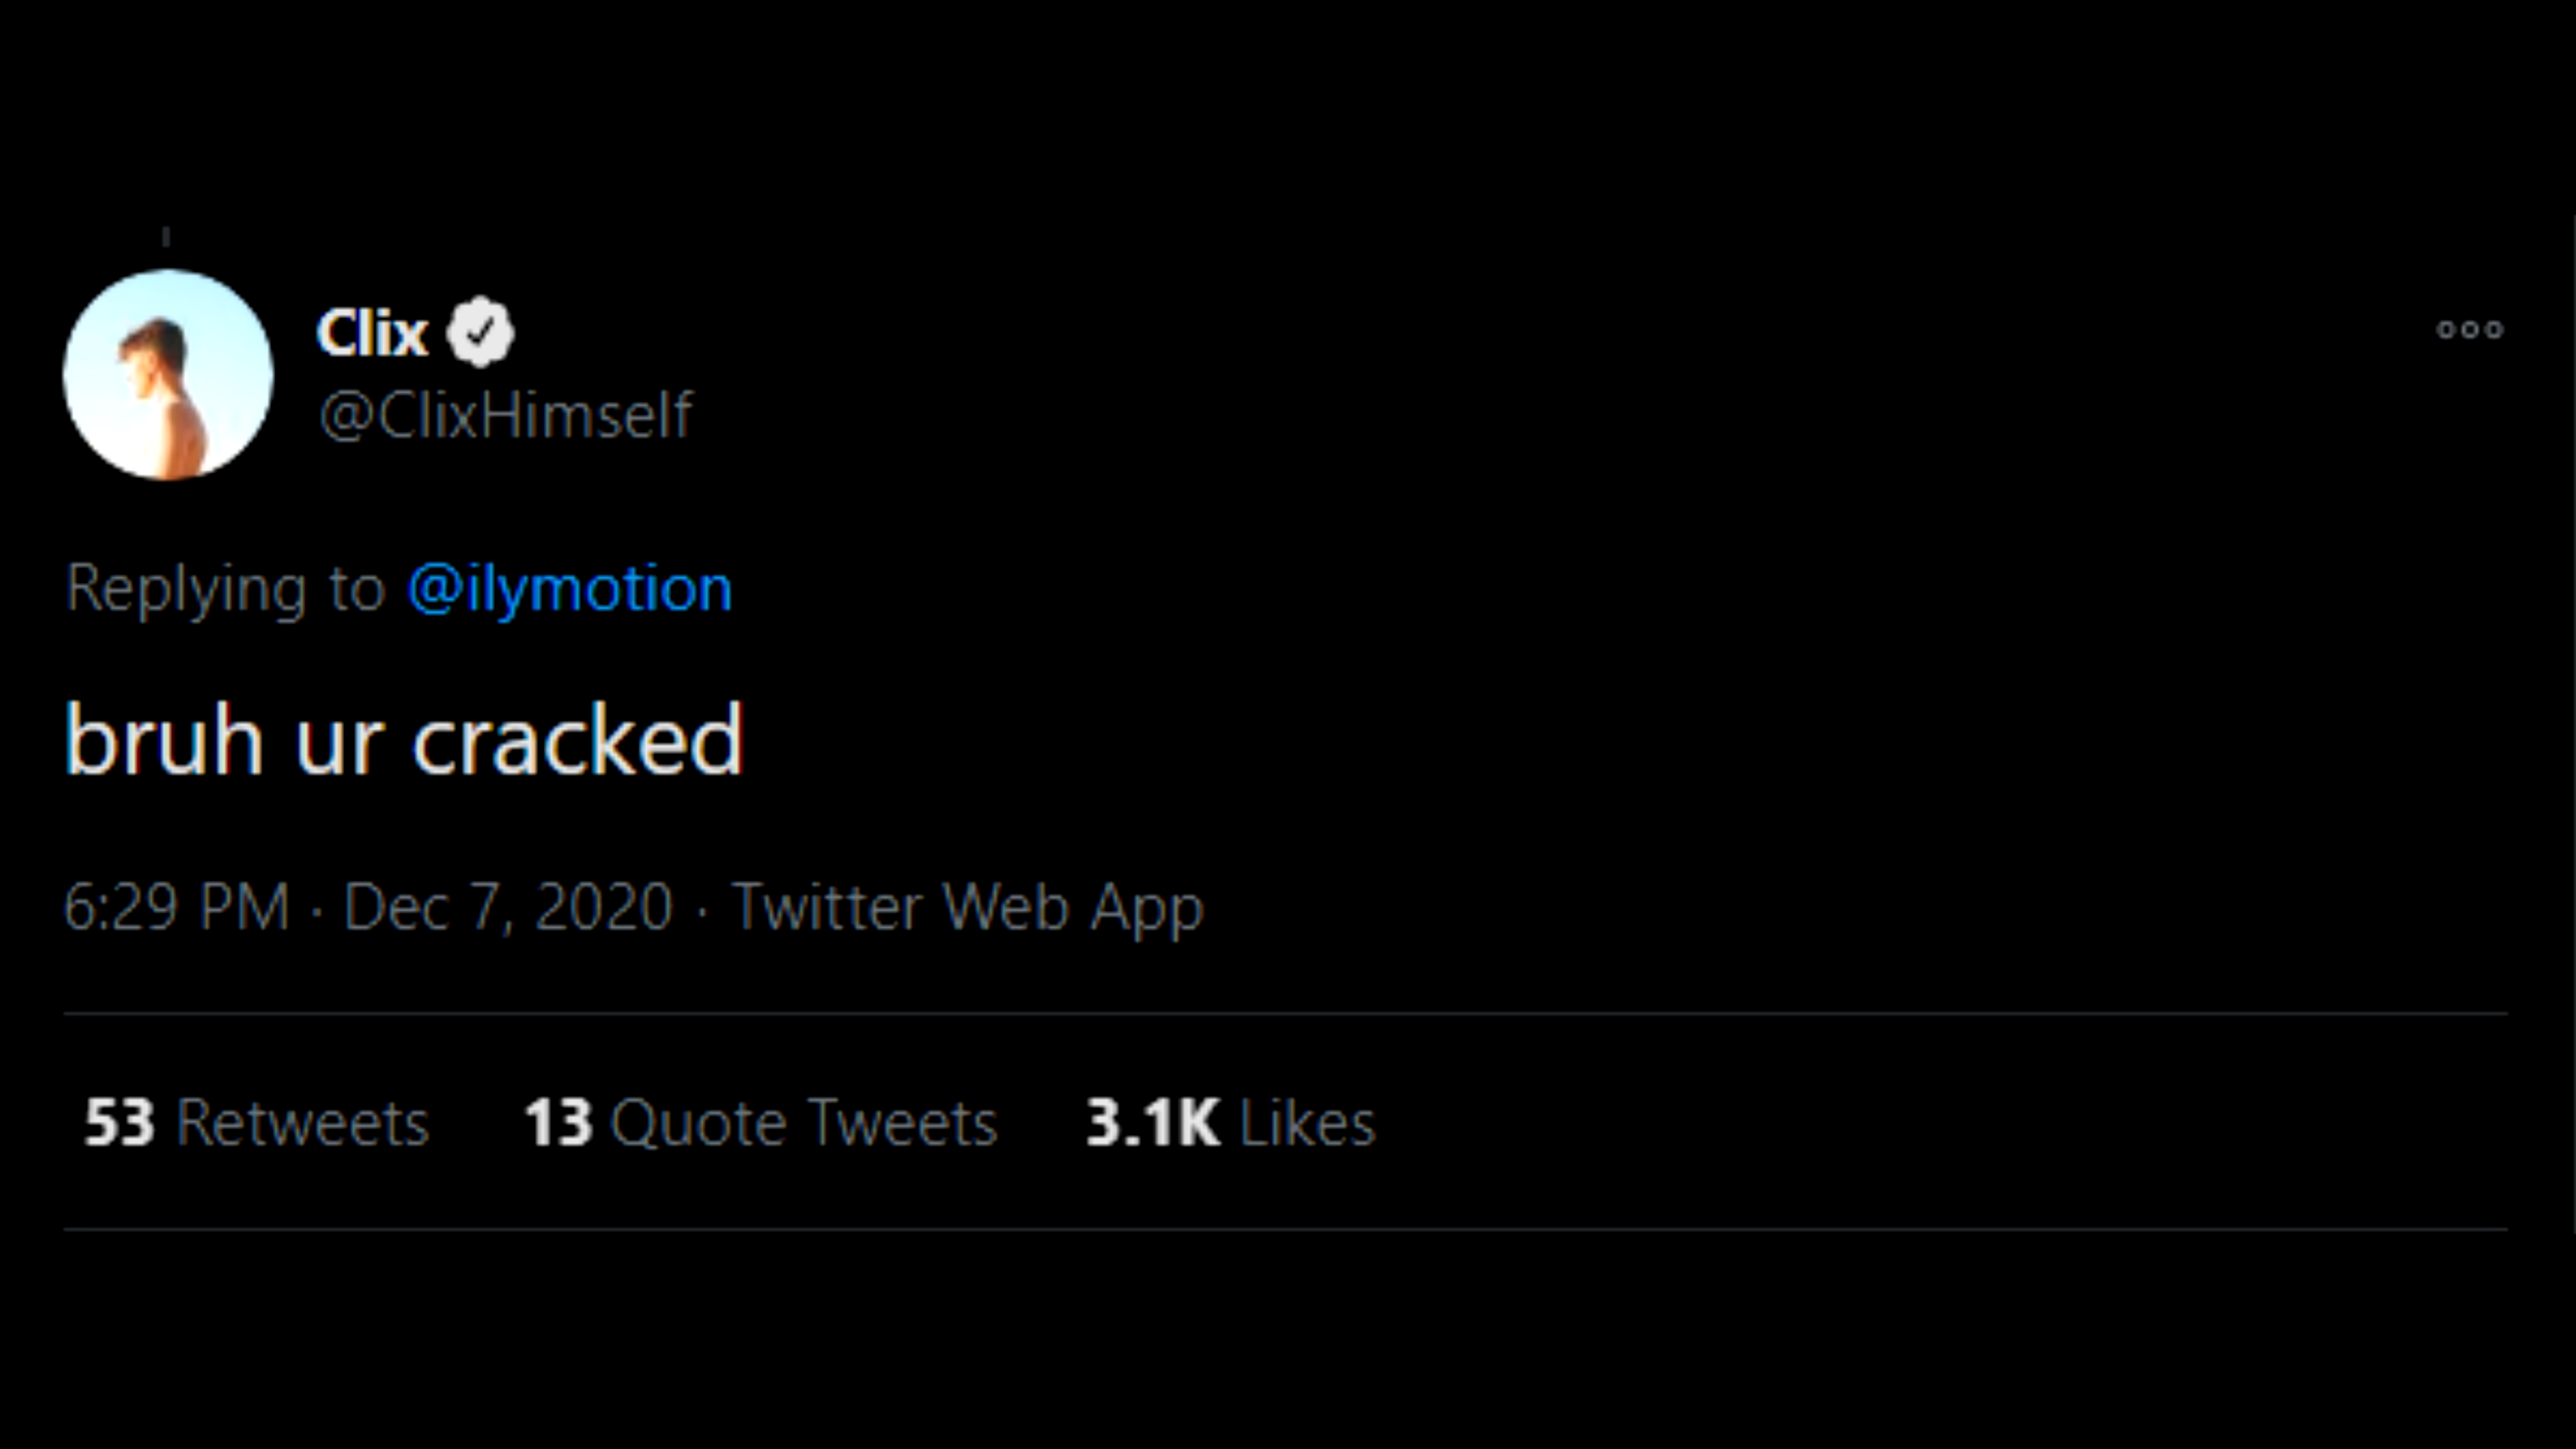 Clix
@ClixHimself
Replying to @ilymotion
bruh ur cracked
6:29 PM · Dec 7, 2020 · Twitter Web App
53 Retweets 13 Quote Tweets 3.1K Likes